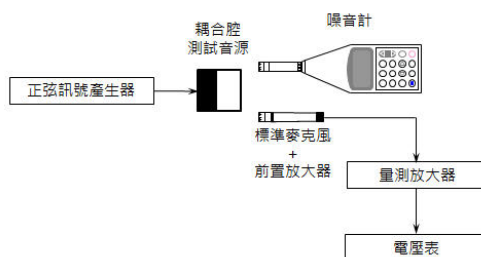 噪音計
耦合腔
測試音源
正弦訊號產生器
標準麥克風
+
前置放大器
量測放大器
電壓表